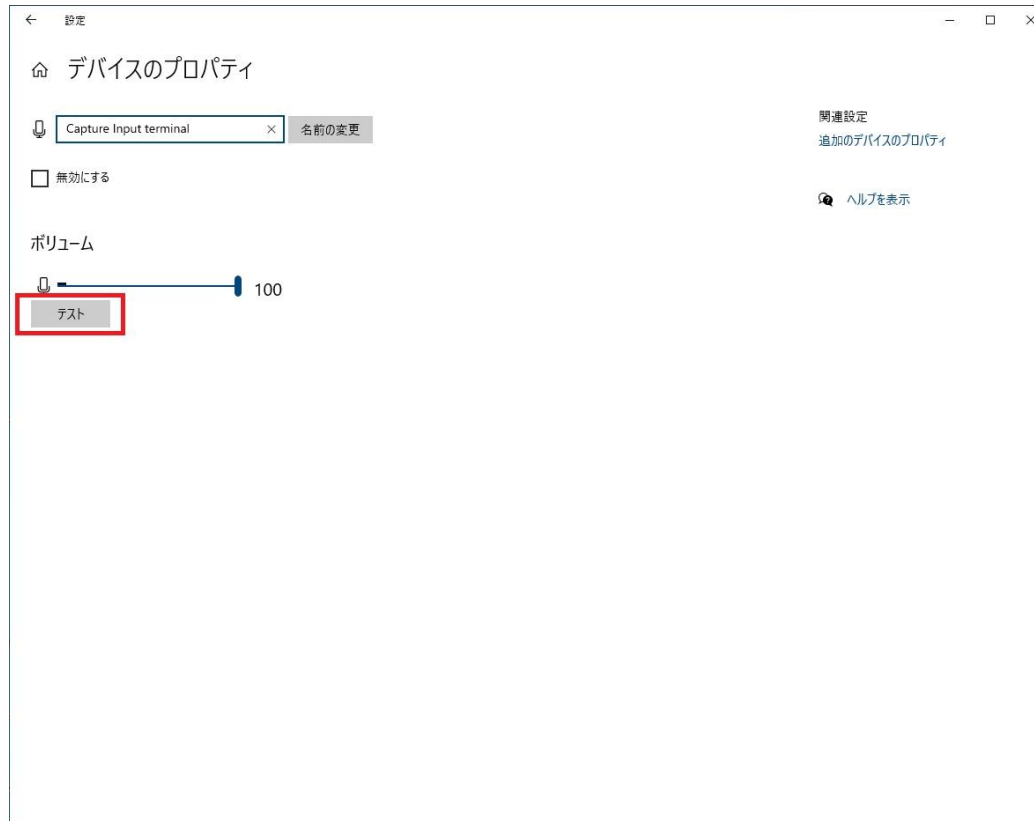 設定
デバイスのプロパティ
Capture Input terminal
名前の変更
無効にする
ボリューム
100
テスト
関連設定
追加のデバイスのプロパティ
ヘルプを表示